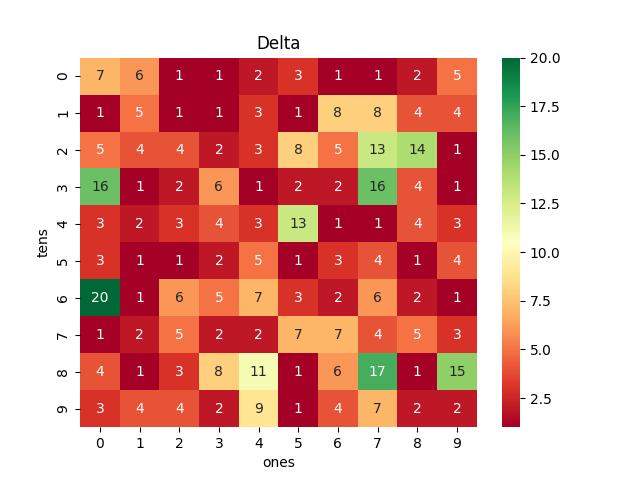 Delta
0 7 6 1 1 2 3 1 1 2 5
1 1 5 1 1 3 1 8 8 4 4
2 5 4 4 2 3 8 5 13 14 1
3 16 1 2 6 1 2 2 16 4 1
4 3 2 3 4 3 13 1 1 4 3
5 3 1 1 2 5 1 3 4 1 4
6 20 1 6 5 7 3 2 6 2 1
7 1 2 5 2 2 7 7 4 5 3
8 4 1 3 8 11 1 6 17 1 15
9 3 4 4 2 9 1 4 7 2 2
tens
0 1 2 3 4 5 6 7 8 9
ones
20.0
17.5
15.0
12.5
10.0
7.5
5.0
2.5